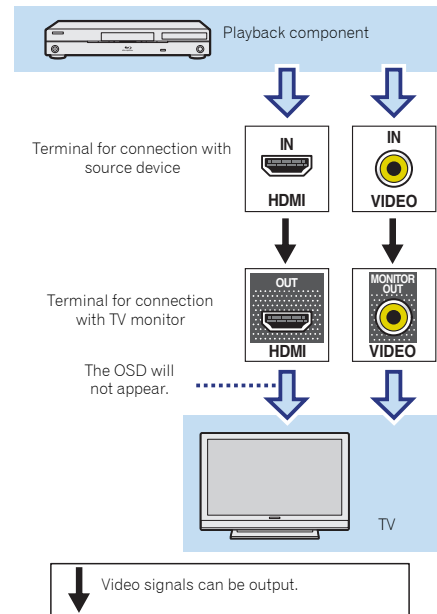 Playback component
Terminal for connection with
source device
IN
HDMI
IN
VIDEO
Terminal for connection
with TV monitor
OUT
HDMI
MONITOR
OUT
VIDEO
The OSD will
not appear.
TV
Video signals can be output.